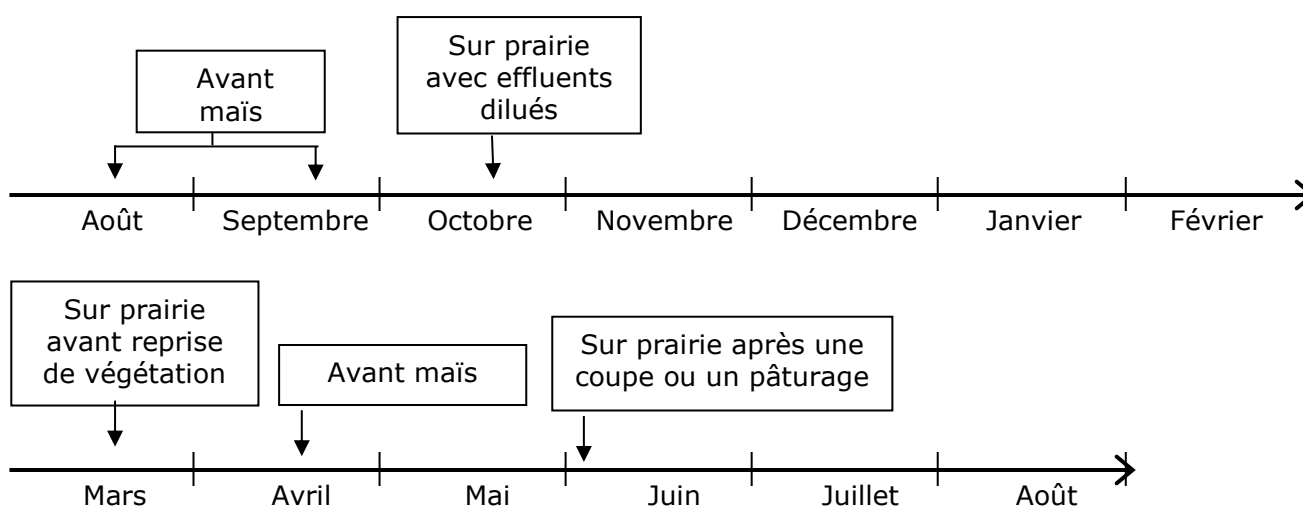 Avant
maïs
Sur prairie
avec effluents
dilués
Août
Septembre
Octobre
Novembre
Décembre
Janvier
Février
Sur prairie
avant reprise
de végétation
Avant maïs
Sur prairie après une
coupe ou un pâturage
Mars
Avril
Mai
Juin
Juillet
Août